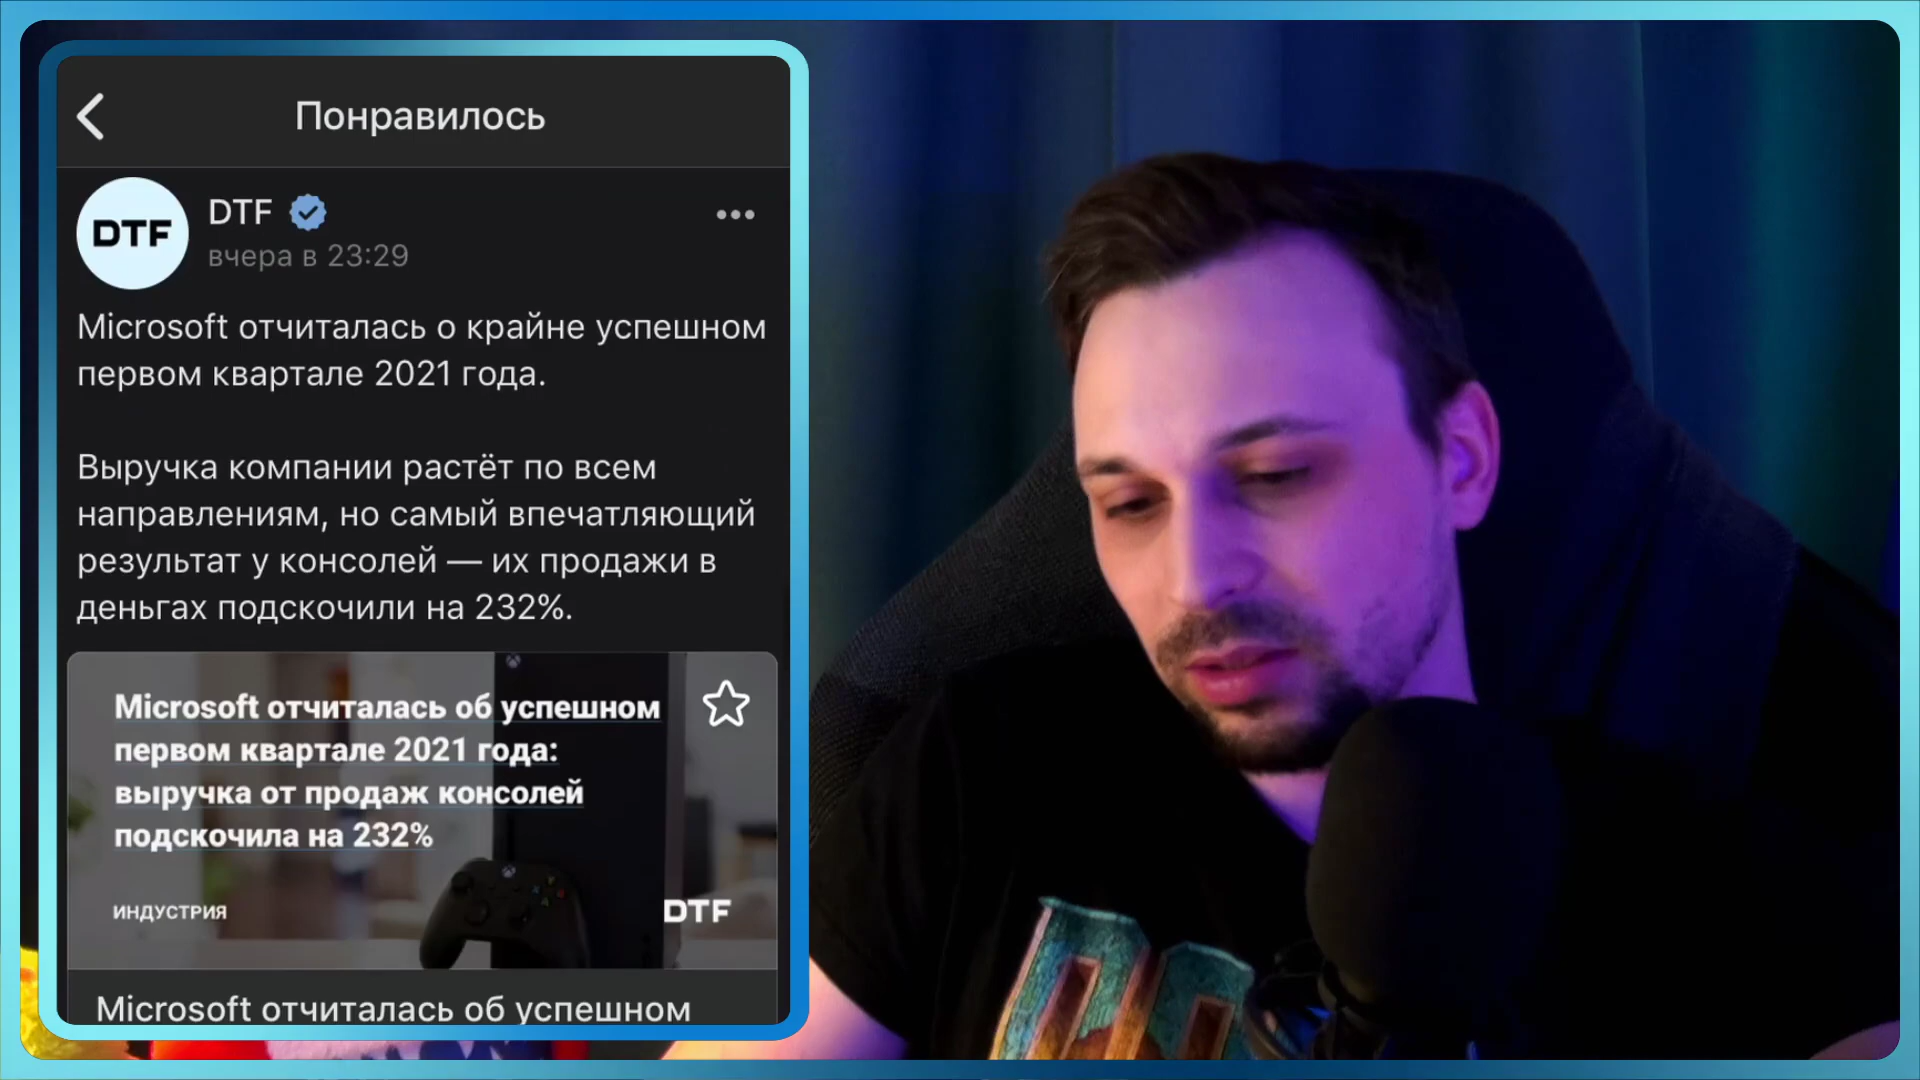 Понравилось
DTF
DTF
вчера в 23:29
Microsoft отчиталась о крайне успешном
первом квартале 2021 года.
Выручка компании растёт по всем
направлениям, но самый впечатляющий
результат у консолей — их продажи в
деньгах подскочили на 232%.
Microsoft отчиталась об успешном
первом квартале 2021 года:
выручка от продаж консолей
подскочила на 232%
ИНДУСТРИЯ
DTF
Microsoft отчиталась об успешном